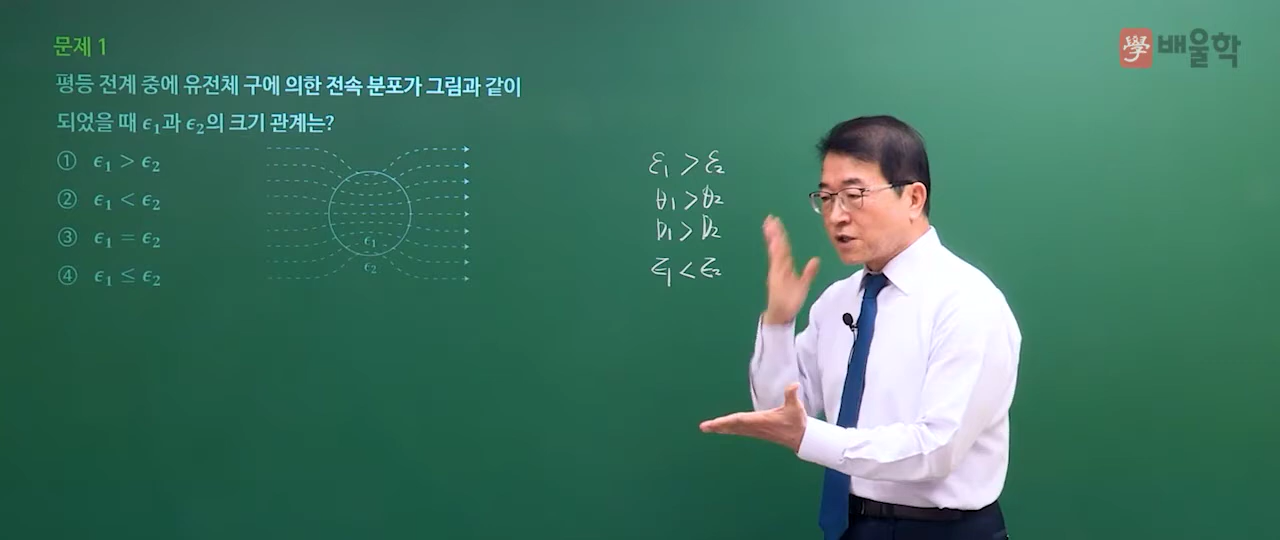 學 배울학
문제 1
평등 전계 중에 유전체 구에 의한 전속 분포가 그림과 같이
되었을 때 ϵ₁과 ϵ₂의 크기 관계는?
① ϵ₁ > ϵ₂
② ϵ₁ < ϵ₂
③ ϵ₁ = ϵ₂
④ ϵ₁ ≤ ϵ₂
ϵ₁
ϵ₂
ε₁ > ε₂
θ₁ > θ₂
D₁ > D₂
E₁ < E₂